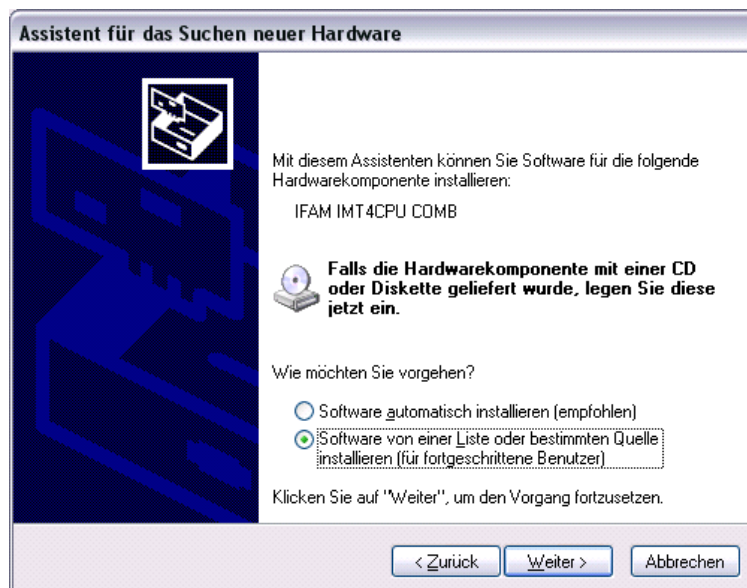 Assistent für das Suchen neuer Hardware
Mit diesem Assistenten können Sie Software für die folgende
Hardwarekomponente installieren:
IFAM IMT4CPU COMB
Falls die Hardwarekomponente mit einer CD
oder Diskette geliefert wurde, legen Sie diese
jetzt ein.
Wie möchten Sie vorgehen?
Software automatisch installieren (empfohlen)
Software von einer Liste oder bestimmten Quelle
installieren (für fortgeschrittene Benutzer)
Klicken Sie auf "Weiter", um den Vorgang fortzusetzen.
< Zurück Weiter > Abbrechen